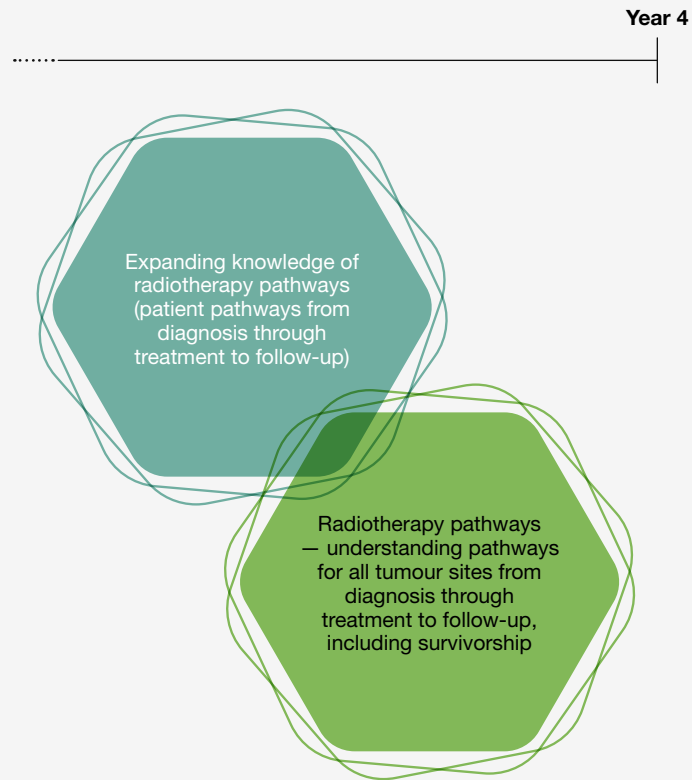 Year 4
Expanding knowledge of
radiotherapy pathways
(patient pathways from
diagnosis through
treatment to follow-up)
Radiotherapy pathways
— understanding pathways
for all tumour sites from
diagnosis through
treatment to follow-up,
including survivorship